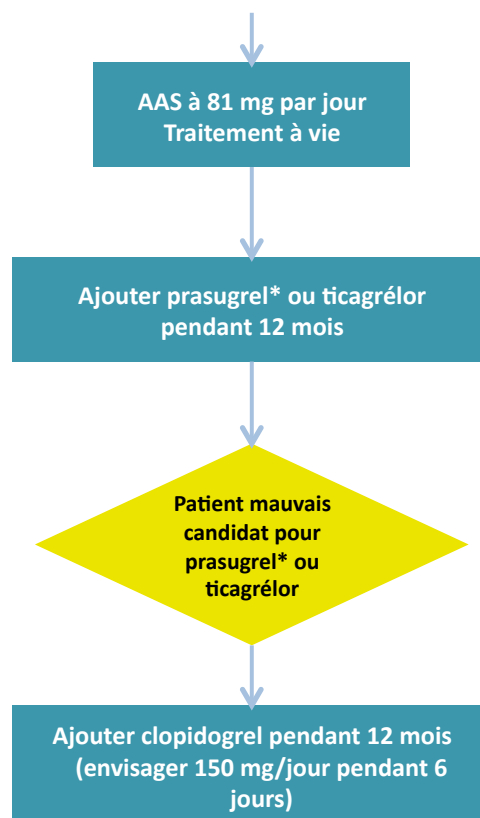 AAS à 81 mg par jour
Traitement à vie
Ajouter prasugrel* ou ticagrélor
pendant 12 mois
Patient mauvais
candidat pour
prasugrel* ou
ticagrélor
Ajouter clopidogrel pendant 12 mois
(envisager 150 mg/jour pendant 6
jours)